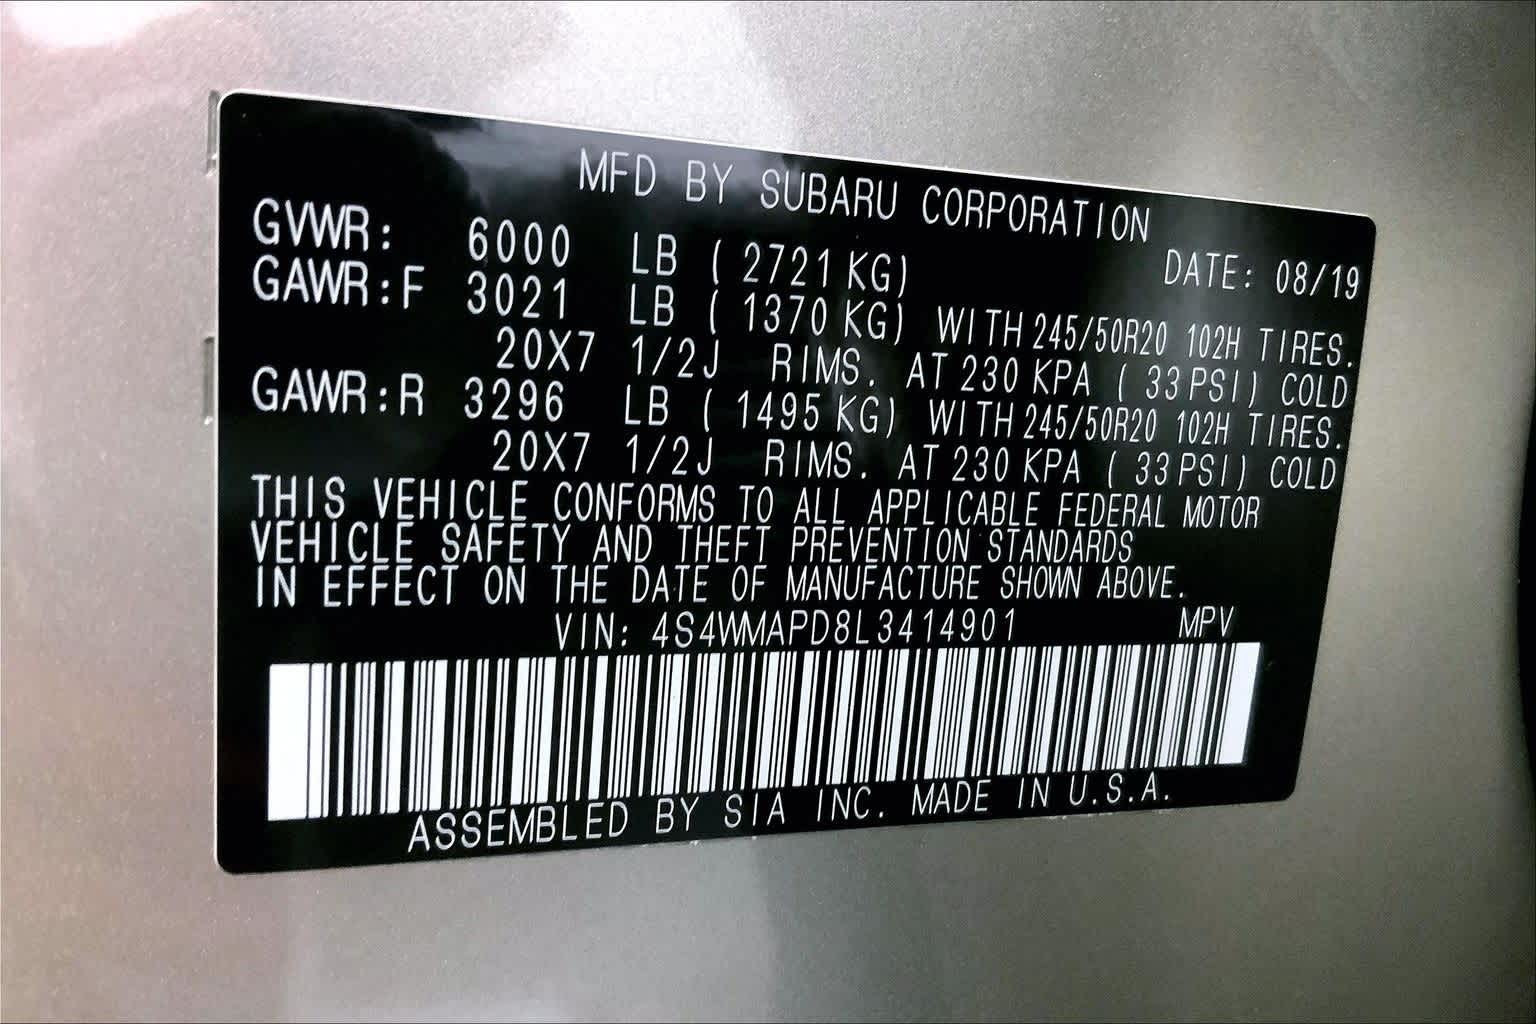 MFD BY SUBARU CORPORATION
GVWR: 6000 LB ( 2721 KG) DATE: 08/19
GAWR:F 3021 LB ( 1370 KG) WITH 245/50R20 102H TIRES.
20X7 1/2J RIMS. AT 230 KPA ( 33 PSI) COLD
GAWR:R 3296 LB ( 1495 KG) WITH 245/50R20 102H TIRES.
20X7 1/2J RIMS. AT 230 KPA ( 33 PSI) COLD
THIS VEHICLE CONFORMS TO ALL APPLICABLE FEDERAL MOTOR
VEHICLE SAFETY AND THEFT PREVENTION STANDARDS
IN EFFECT ON THE DATE OF MANUFACTURE SHOWN ABOVE.
VIN: 4S4WMAPD8L3414901 MPV
ASSEMBLED BY SIA INC. MADE IN U.S.A.